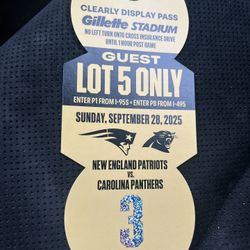 CLEARLY DISPLAY PASS
Gillette STADIUM
NO LEFT TURN ONTO CROSS INSURANCE DRIVE
UNTIL 1 HOUR POST GAME
GUEST
LOT 5 ONLY
ENTER P1 FROM I-95S • ENTER P8 FROM I-495
SUNDAY, SEPTEMBER 28, 2025
NEW ENGLAND PATRIOTS
VS.
CAROLINA PANTHERS
3